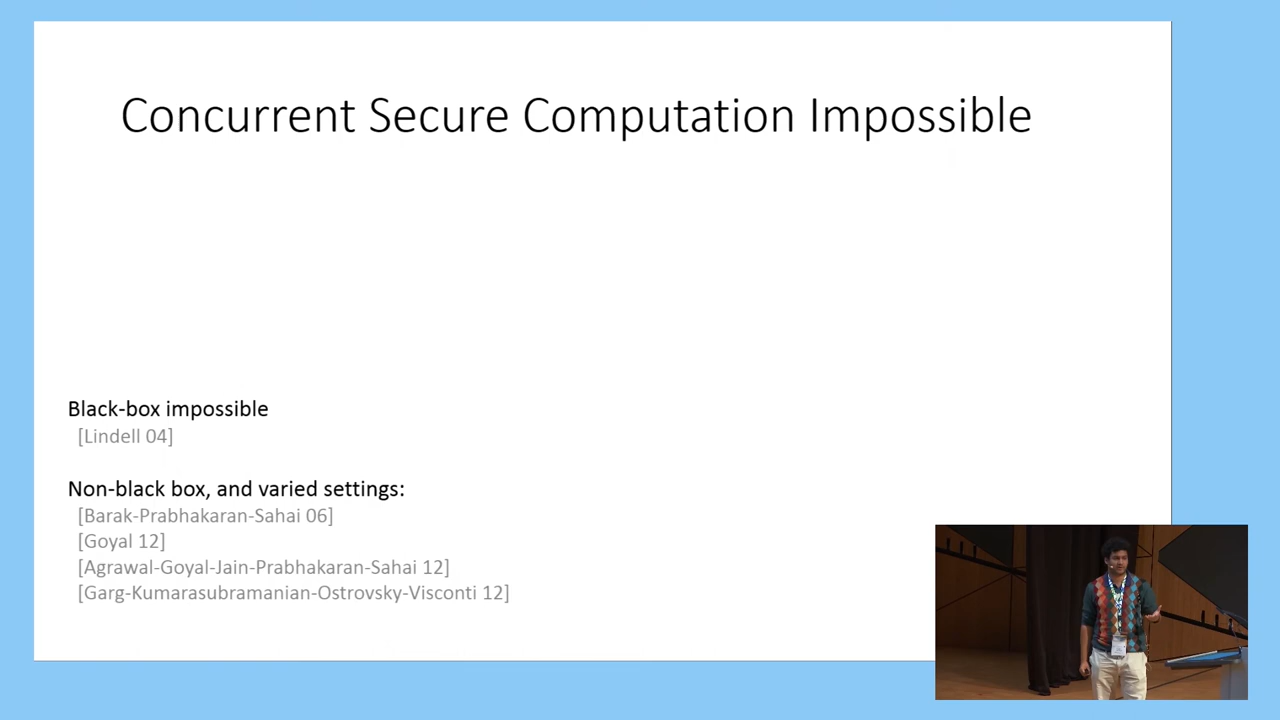 Concurrent Secure Computation Impossible
Black-box impossible
[Lindell 04]
Non-black box, and varied settings:
[Barak-Prabhakaran-Sahai 06]
[Goyal 12]
[Agrawal-Goyal-Jain-Prabhakaran-Sahai 12]
[Garg-Kumarasubramanian-Ostrovsky-Visconti 12]